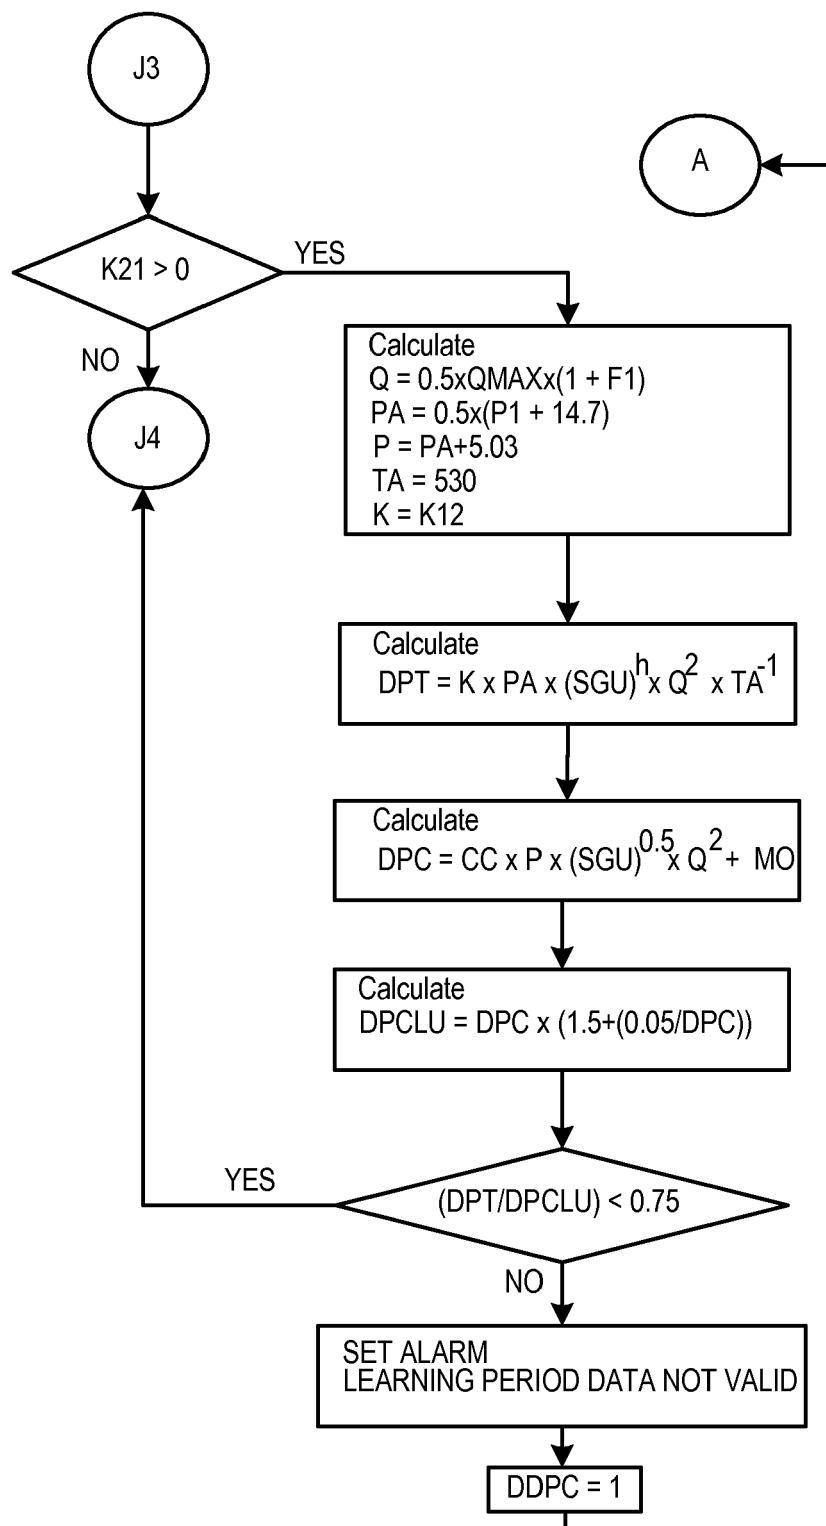 J3
A
K21 > 0
YES
NO
J4
Calculate
Q = 0.5xQMAXx(1 + F1)
PA = 0.5x(P1 + 14.7)
P = PA+5.03
TA = 530
K = K12
Calculate
DPT = K x PA x (SGU)^h x Q^2 x TA^-1
Calculate
DPC = CC x P x (SGU)^0.5 x Q^2 + MO
Calculate
DPCLU = DPC x (1.5+(0.05/DPC))
YES
(DPT/DPCLU) < 0.75
NO
SET ALARM
LEARNING PERIOD DATA NOT VALID
DDPC = 1